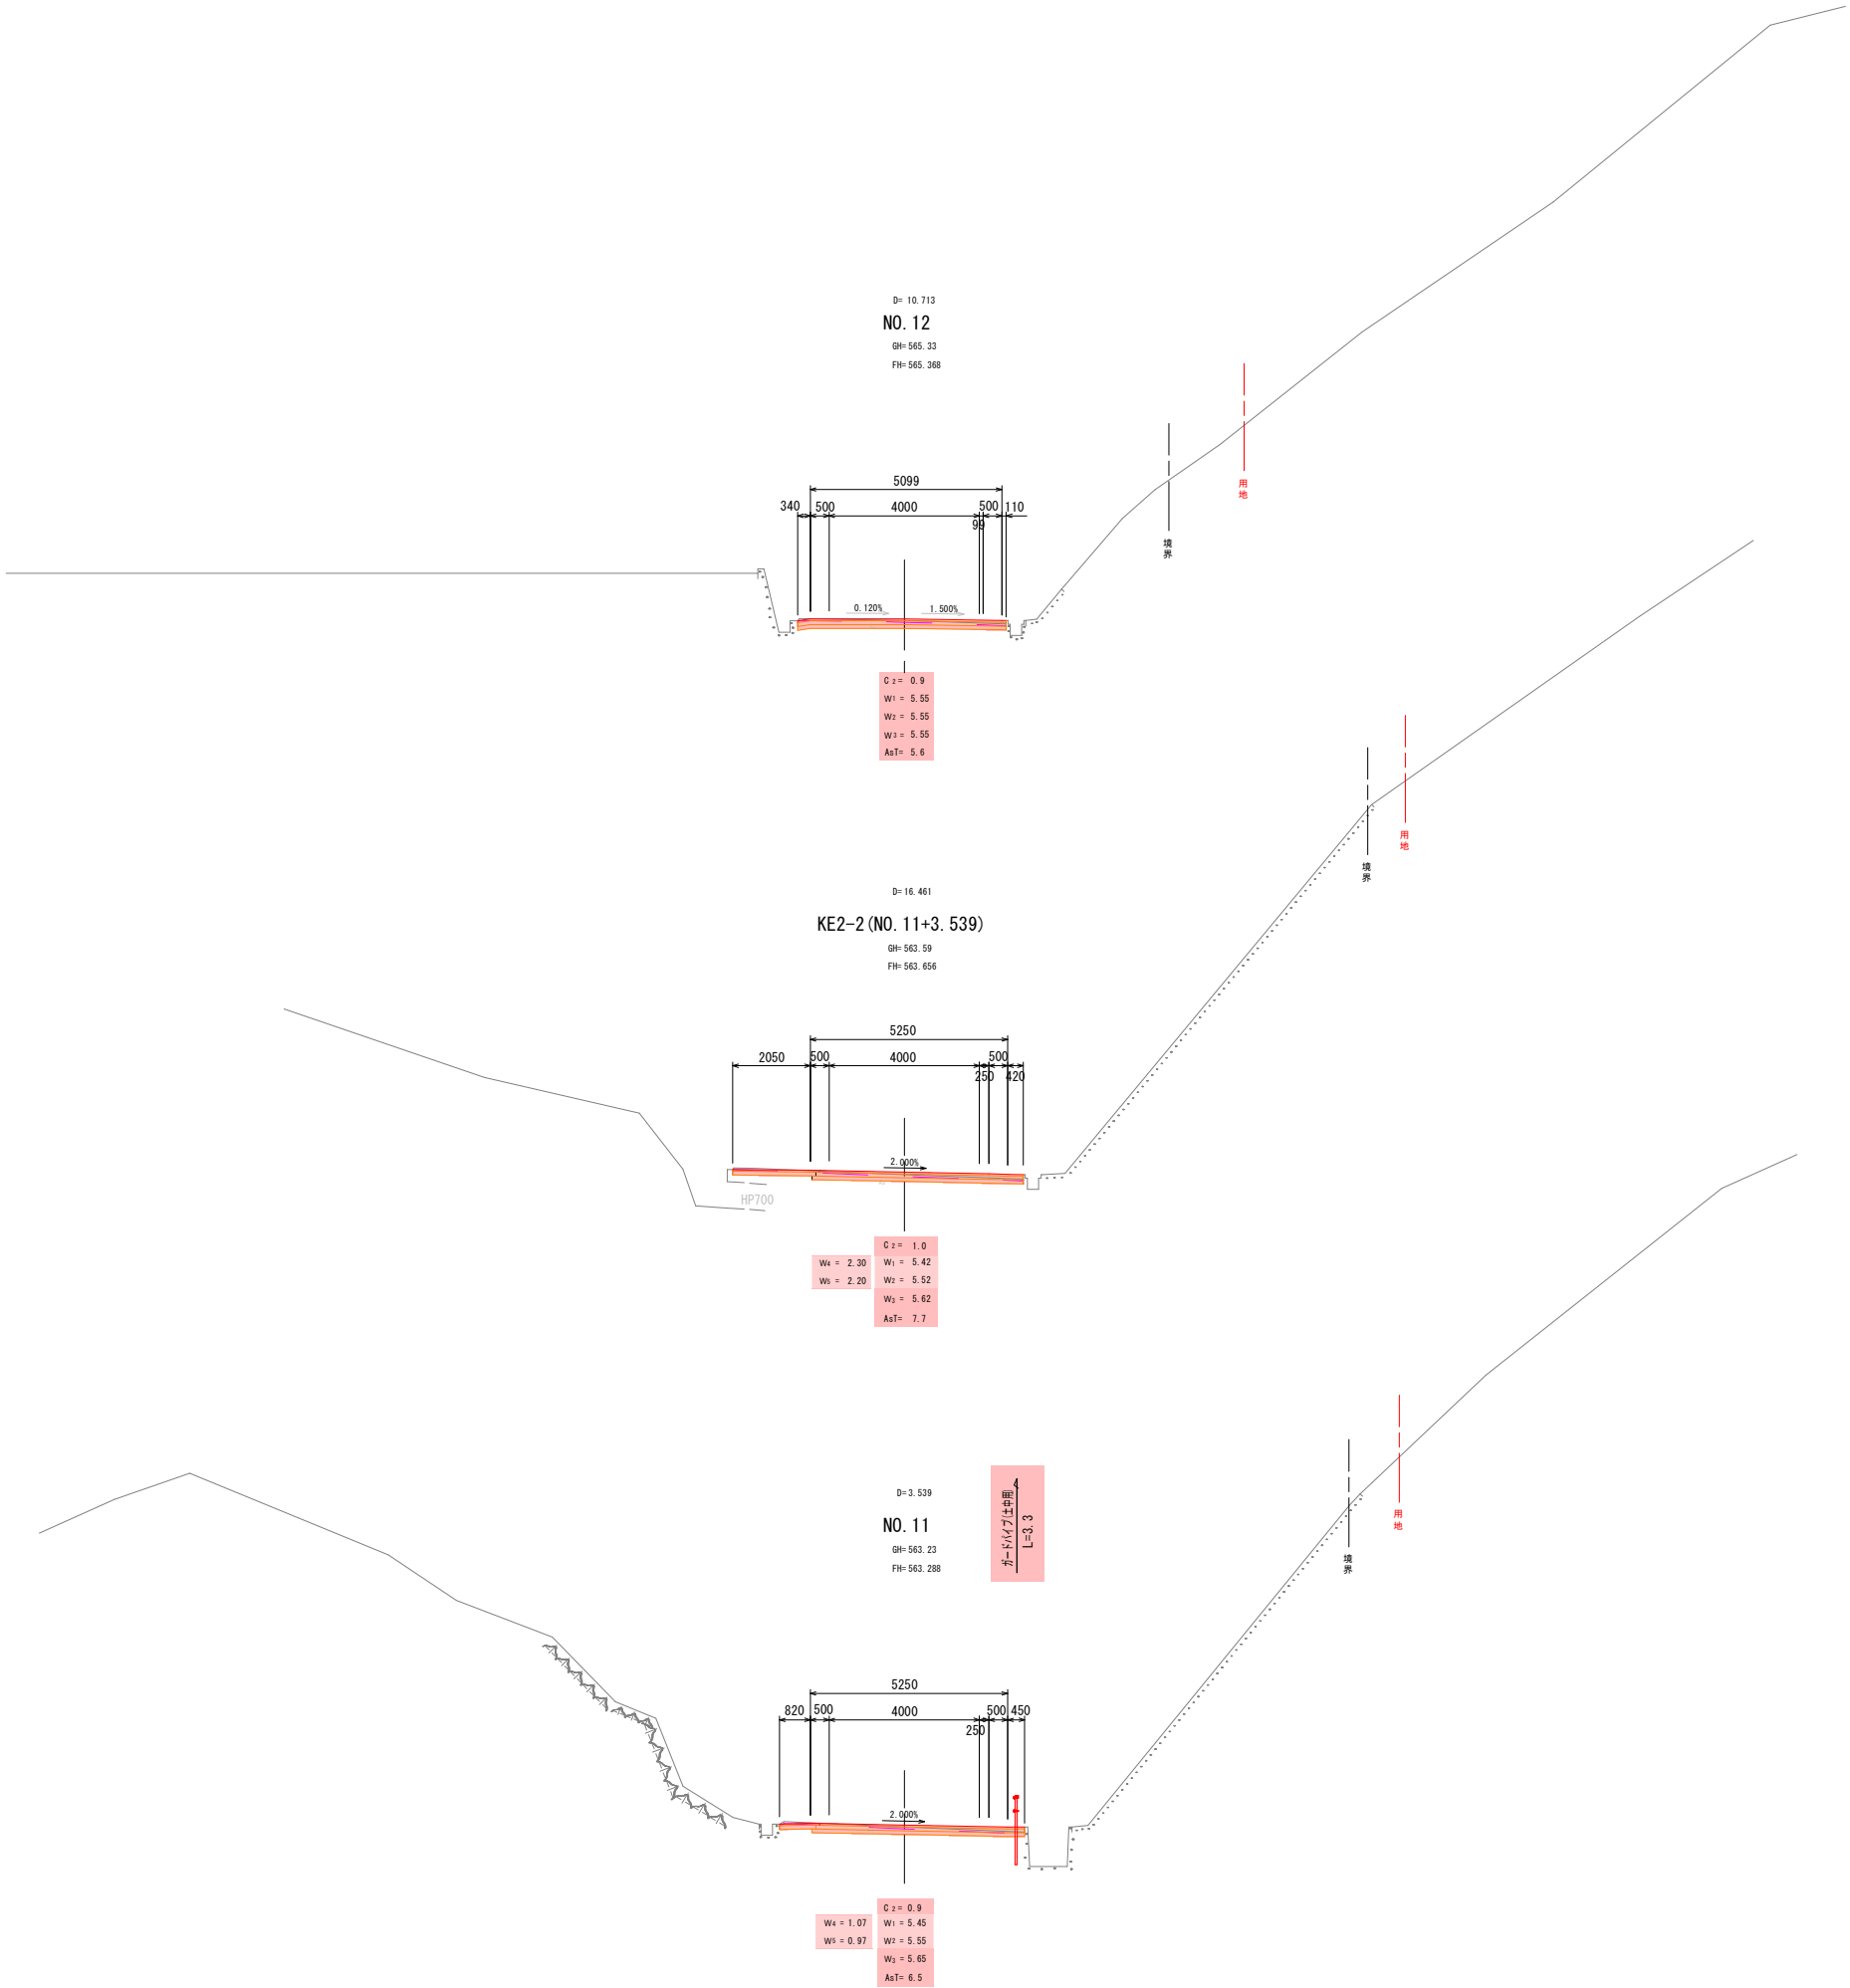 D= 10.713
NO.12
GH= 565.33
FH= 565.368
用地
境界
5099
340 500 4000 500 110
99
0.120% 1.500%
C2= 0.9
W1 = 5.55
W2 = 5.55
W3 = 5.55
AsT= 5.6
用地
境界
D= 16.461
KE2-2(NO.11+3.539)
GH= 563.59
FH= 563.656
5250
2050 500 4000 500
250 420
2.000%
HP700
C2= 1.0
W4 = 2.30 W1 = 5.42
W5 = 2.20 W2 = 5.52
W3 = 5.62
AsT= 7.7
用地
境界
D= 3.539
NO.11
GH= 563.23
FH= 563.288
ガードパイプ(土中用)
L=3.3
5250
820 500 4000 500 450
250
2.000%
C2= 0.9
W4 = 1.07 W1 = 5.45
W5 = 0.97 W2 = 5.55
W3 = 5.65
AsT= 6.5